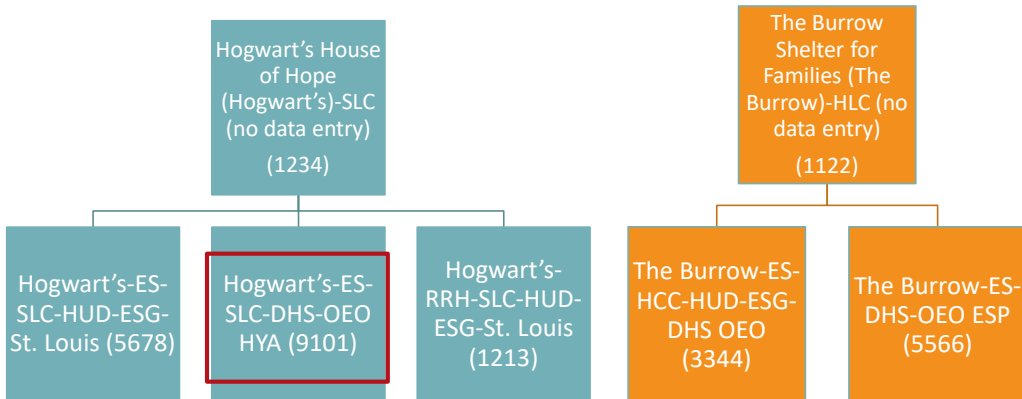 Hogwart’s House
of Hope
(Hogwart’s)-SLC
(no data entry)
(1234)
The Burrow
Shelter for
Families (The
Burrow)-HLC (no
data entry)
(1122)
Hogwart’s-ES-
SLC-HUD-ESG-
St. Louis (5678)
Hogwart’s-ES-
SLC-DHS-OEO
HYA (9101)
Hogwart’s-
RRH-SLC-HUD-
ESG-St. Louis
(1213)
The Burrow-ES-
HCC-HUD-ESG-
DHS OEO
(3344)
The Burrow-ES-
DHS-OEO ESP
(5566)